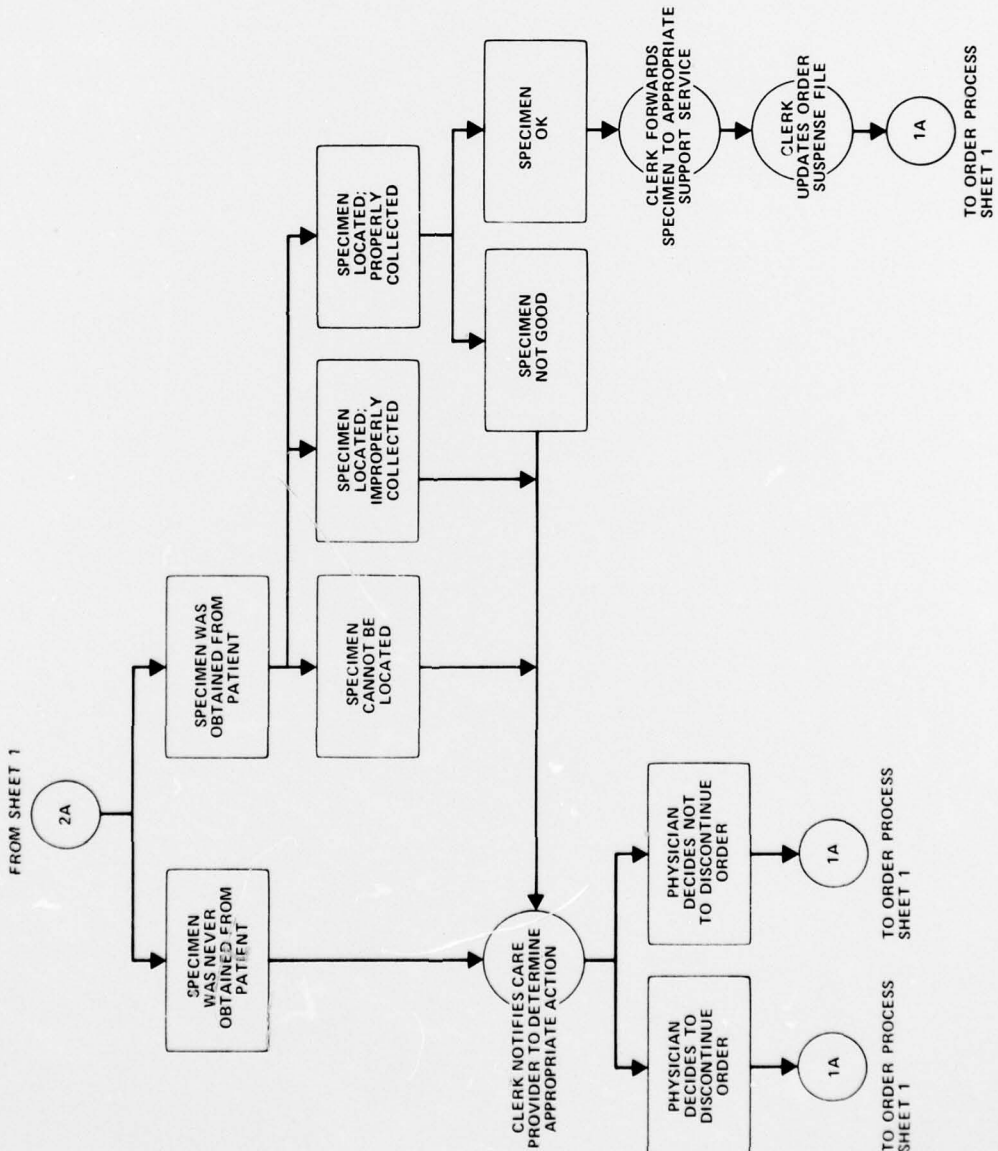 FROM SHEET 1
2A
SPECIMEN
WAS NEVER
OBTAINED FROM
PATIENT
SPECIMEN WAS
OBTAINED FROM
PATIENT
SPECIMEN
CANNOT BE
LOCATED
SPECIMEN
LOCATED;
IMPROPERLY
COLLECTED
SPECIMEN
LOCATED;
PROPERLY
COLLECTED
SPECIMEN
NOT GOOD
SPECIMEN
OK
CLERK NOTIFIES CARE
PROVIDER TO DETERMINE
APPROPRIATE ACTION
CLERK FORWARDS
SPECIMEN TO APPROPRIATE
SUPPORT SERVICE
CLERK
UPDATES ORDER
SUSPENSE FILE
1A
TO ORDER PROCESS
SHEET 1
PHYSICIAN
DECIDES TO
DISCONTINUE
ORDER
PHYSICIAN
DECIDES NOT
TO DISCONTINUE
ORDER
1A
TO ORDER PROCESS
SHEET 1
1A
TO ORDER PROCESS
SHEET 1